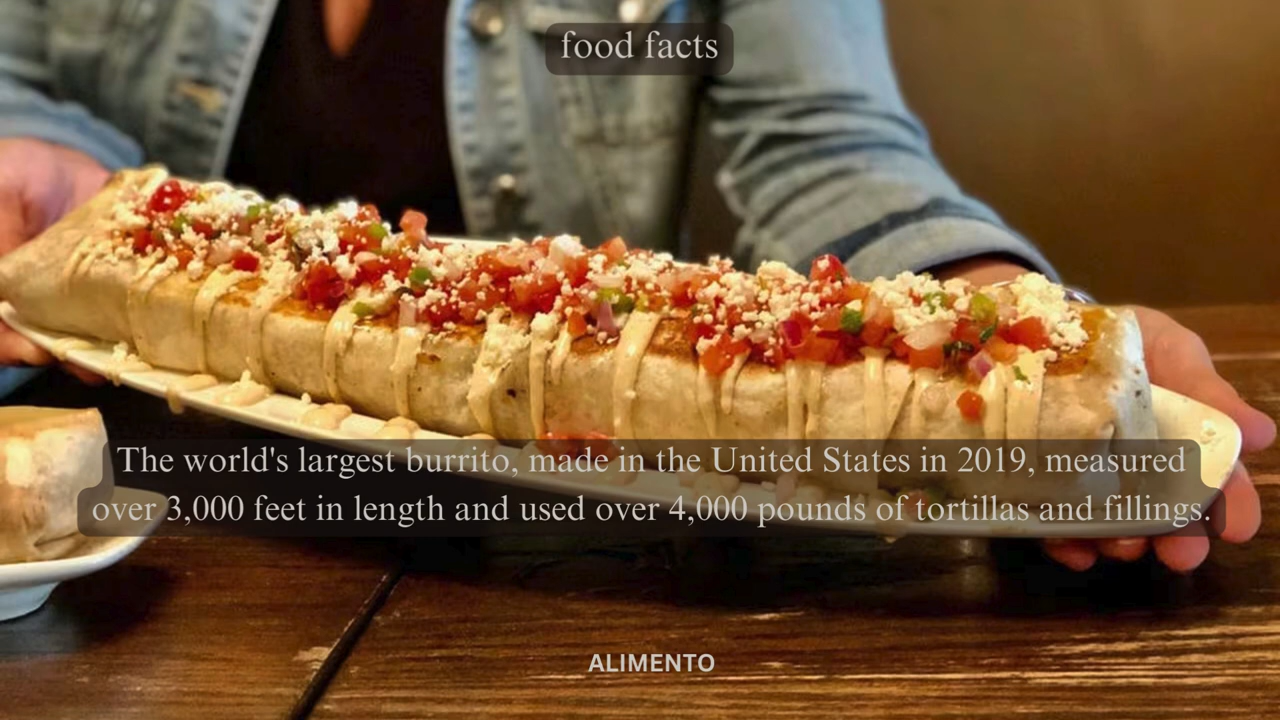 food facts
The world's largest burrito, made in the United States in 2019, measured
over 3,000 feet in length and used over 4,000 pounds of tortillas and fillings.
ALIMENTO